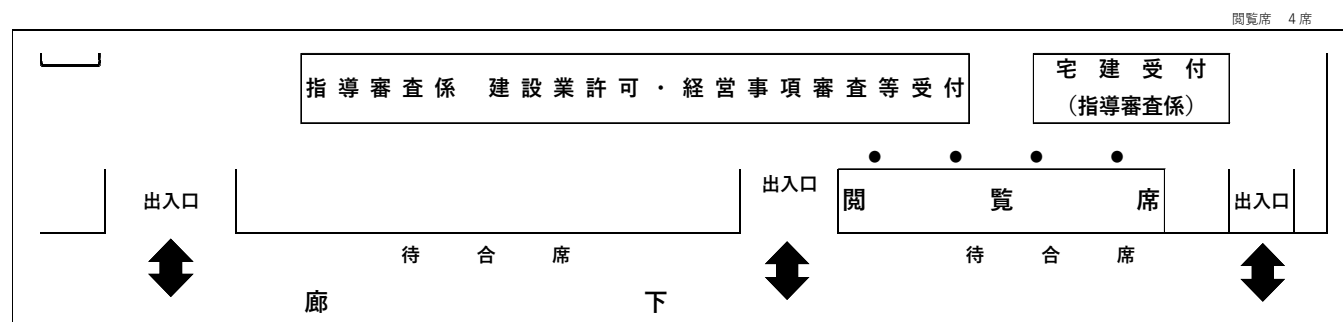 閲覧席　4席
指導審査係　建設業許可・経営事項審査等受付
宅建受付
（指導審査係）
出入口
出入口
閲覧席
出入口
待合席
待合席
廊下